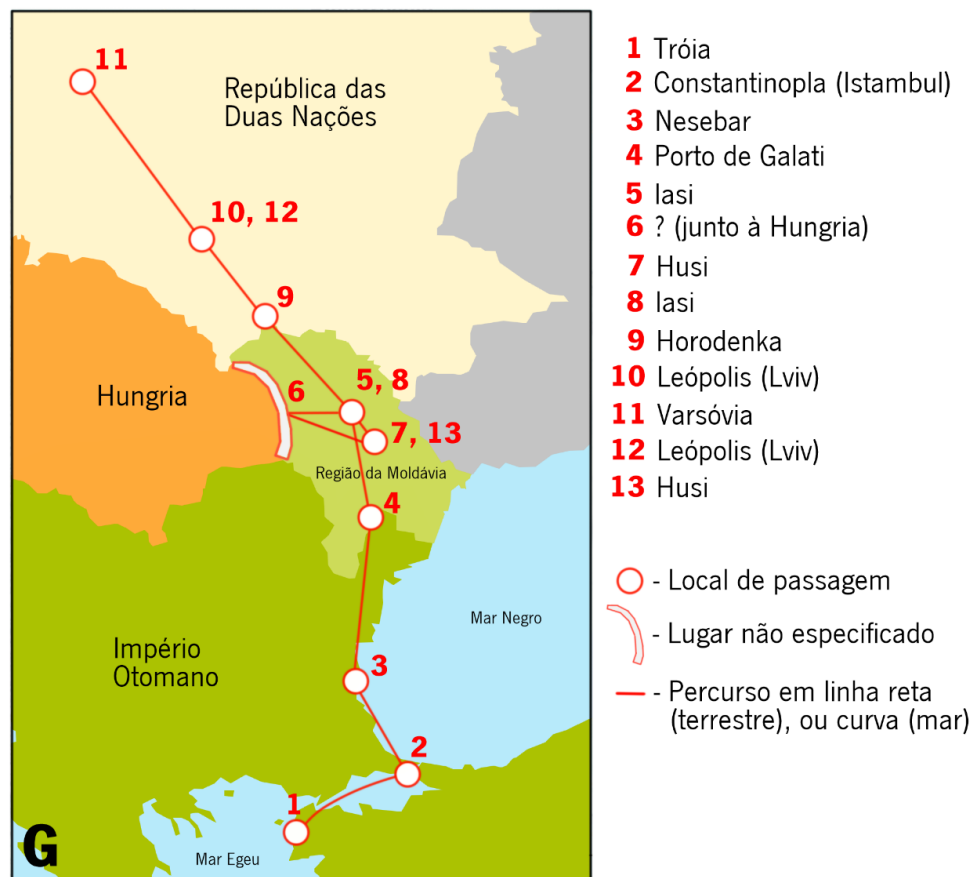 11
República das
Duas Nações
10, 12
9
Hungria
6
5, 8
7, 13
Região da Moldávia
4
Mar Negro
Império
Otomano
3
2
1
Mar Egeu
G
1 Tróia
2 Constantinopla (Istambul)
3 Nesebar
4 Porto de Galati
5 Iasi
6 ? (junto à Hungria)
7 Husi
8 Iasi
9 Horodenka
10 Leópolis (Lviv)
11 Varsóvia
12 Leópolis (Lviv)
13 Husi
- Local de passagem
- Lugar não especificado
- Percurso em linha reta
(terrestre), ou curva (mar)